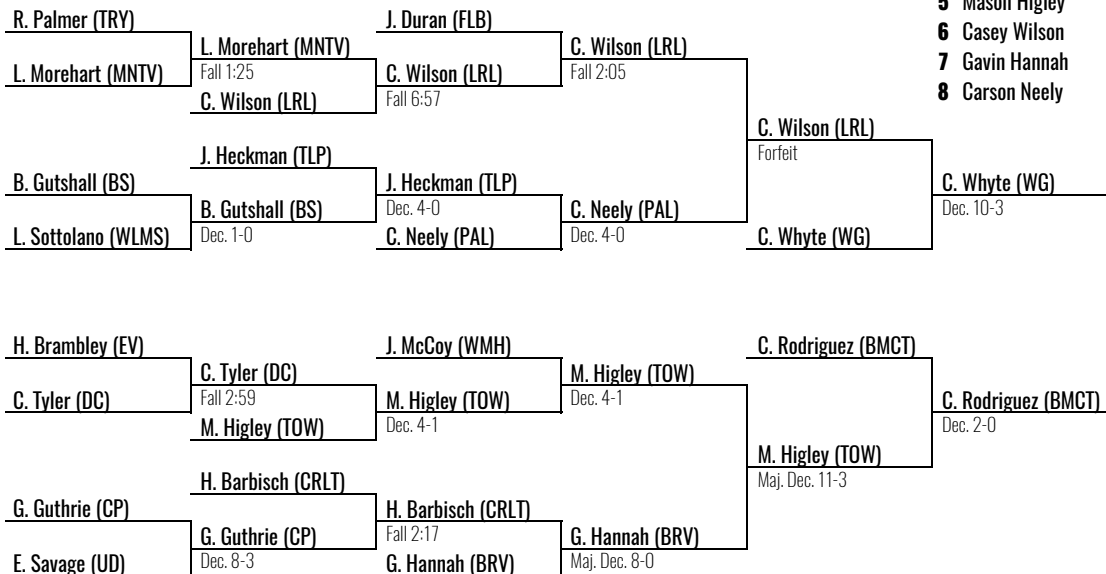 5 Mason Higley
6 Casey Wilson
7 Gavin Hannah
8 Carson Neely
R. Palmer (TRY)
L. Morehart (MNTV)
L. Morehart (MNTV)
Fall 1:25
C. Wilson (LRL)
J. Duran (FLB)
C. Wilson (LRL)
Fall 6:57
C. Wilson (LRL)
Fall 2:05
J. Heckman (TLP)
B. Gutshall (BS)
L. Sottolano (WLMS)
B. Gutshall (BS)
Dec. 1-0
J. Heckman (TLP)
Dec. 4-0
C. Neely (PAL)
C. Neely (PAL)
Dec. 4-0
C. Wilson (LRL)
Forfeit
C. Whyte (WG)
C. Whyte (WG)
Dec. 10-3
H. Brambley (EV)
C. Tyler (DC)
C. Tyler (DC)
Fall 2:59
M. Higley (TOW)
J. McCoy (WMH)
M. Higley (TOW)
Dec. 4-1
M. Higley (TOW)
Dec. 4-1
H. Barbisch (CRLT)
G. Guthrie (CP)
E. Savage (UD)
G. Guthrie (CP)
Dec. 8-3
H. Barbisch (CRLT)
Fall 2:17
G. Hannah (BRV)
G. Hannah (BRV)
Maj. Dec. 8-0
C. Rodriguez (BMCT)
M. Higley (TOW)
Maj. Dec. 11-3
C. Rodriguez (BMCT)
Dec. 2-0